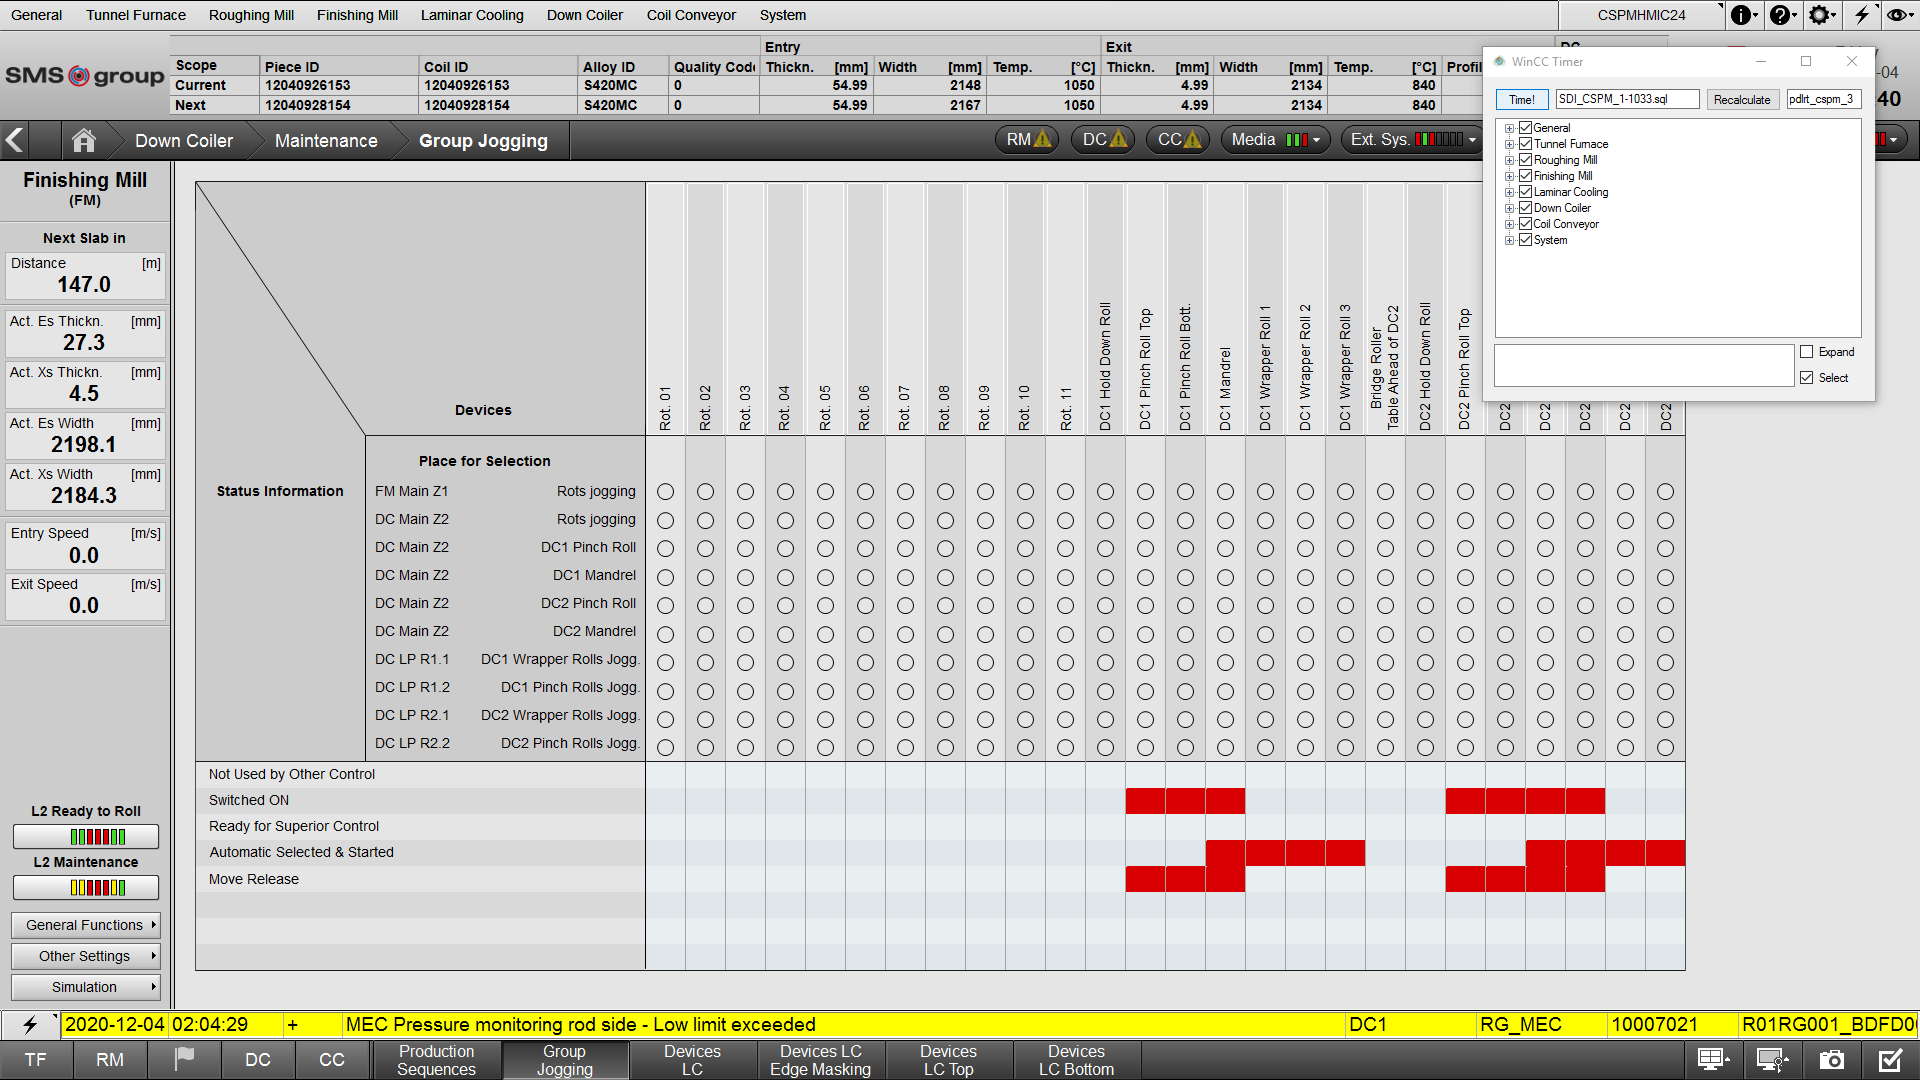 General Tunnel Furnace Roughing Mill Finishing Mill Laminar Cooling Down Coiler Coil Conveyor System CSPMHMIC24
SMS group
Entry Exit
Scope Piece ID Coil ID Alloy ID Quality Code Thickn. [mm] Width [mm] Temp. [°C] Thickn. [mm] Width [mm] Temp. [°C]
Current 12040926153 12040926153 S420MC 0 54.99 2148 1050 4.99 2134 840
Next 12040928154 12040928154 S420MC 0 54.99 2167 1050 4.99 2134 840
-04
40
Down Coiler Maintenance Group Jogging RM DC CC Media Ext. Sys.
WinCC Timer
Time! SDI_CSPM_1-1033.sql Recalculate pdlrt_cspm_3
General
Tunnel Furnace
Roughing Mill
Finishing Mill
Laminar Cooling
Down Coiler
Coil Conveyor
System
Expand
Select
Finishing Mill
(FM)
Next Slab in
Distance [m]
147.0
Act. Es Thickn. [mm]
27.3
Act. Xs Thickn. [mm]
4.5
Act. Es Width [mm]
2198.1
Act. Xs Width [mm]
2184.3
Entry Speed [m/s]
0.0
Exit Speed [m/s]
0.0
L2 Ready to Roll
L2 Maintenance
General Functions
Other Settings
Simulation
Devices
Rot. 01
Rot. 02
Rot. 03
Rot. 04
Rot. 05
Rot. 06
Rot. 07
Rot. 08
Rot. 09
Rot. 10
Rot. 11
DC1 Hold Down Roll
DC1 Pinch Roll Top
DC1 Pinch Roll Bott.
DC1 Mandrel
DC1 Wrapper Roll 1
DC1 Wrapper Roll 2
DC1 Wrapper Roll 3
Bridge Roller
Table Ahead of DC2
DC2 Hold Down Roll
DC2 Pinch Roll Top
DC2
DC2
DC2
DC2
DC2
Place for Selection
Status Information
FM Main Z1 Rots jogging
DC Main Z2 Rots jogging
DC Main Z2 DC1 Pinch Roll
DC Main Z2 DC1 Mandrel
DC Main Z2 DC2 Pinch Roll
DC Main Z2 DC2 Mandrel
DC LP R1.1 DC1 Wrapper Rolls Jogg.
DC LP R1.2 DC1 Pinch Rolls Jogg.
DC LP R2.1 DC2 Wrapper Rolls Jogg.
DC LP R2.2 DC2 Pinch Rolls Jogg.
Not Used by Other Control
Switched ON
Ready for Superior Control
Automatic Selected & Started
Move Release
2020-12-04 02:04:29 + MEC Pressure monitoring rod side - Low limit exceeded DC1 RG_MEC 10007021 R01RG001_BDFD0
TF RM DC CC
Production
Sequences
Group
Jogging
Devices
LC
Devices LC
Edge Masking
Devices
LC Top
Devices
LC Bottom